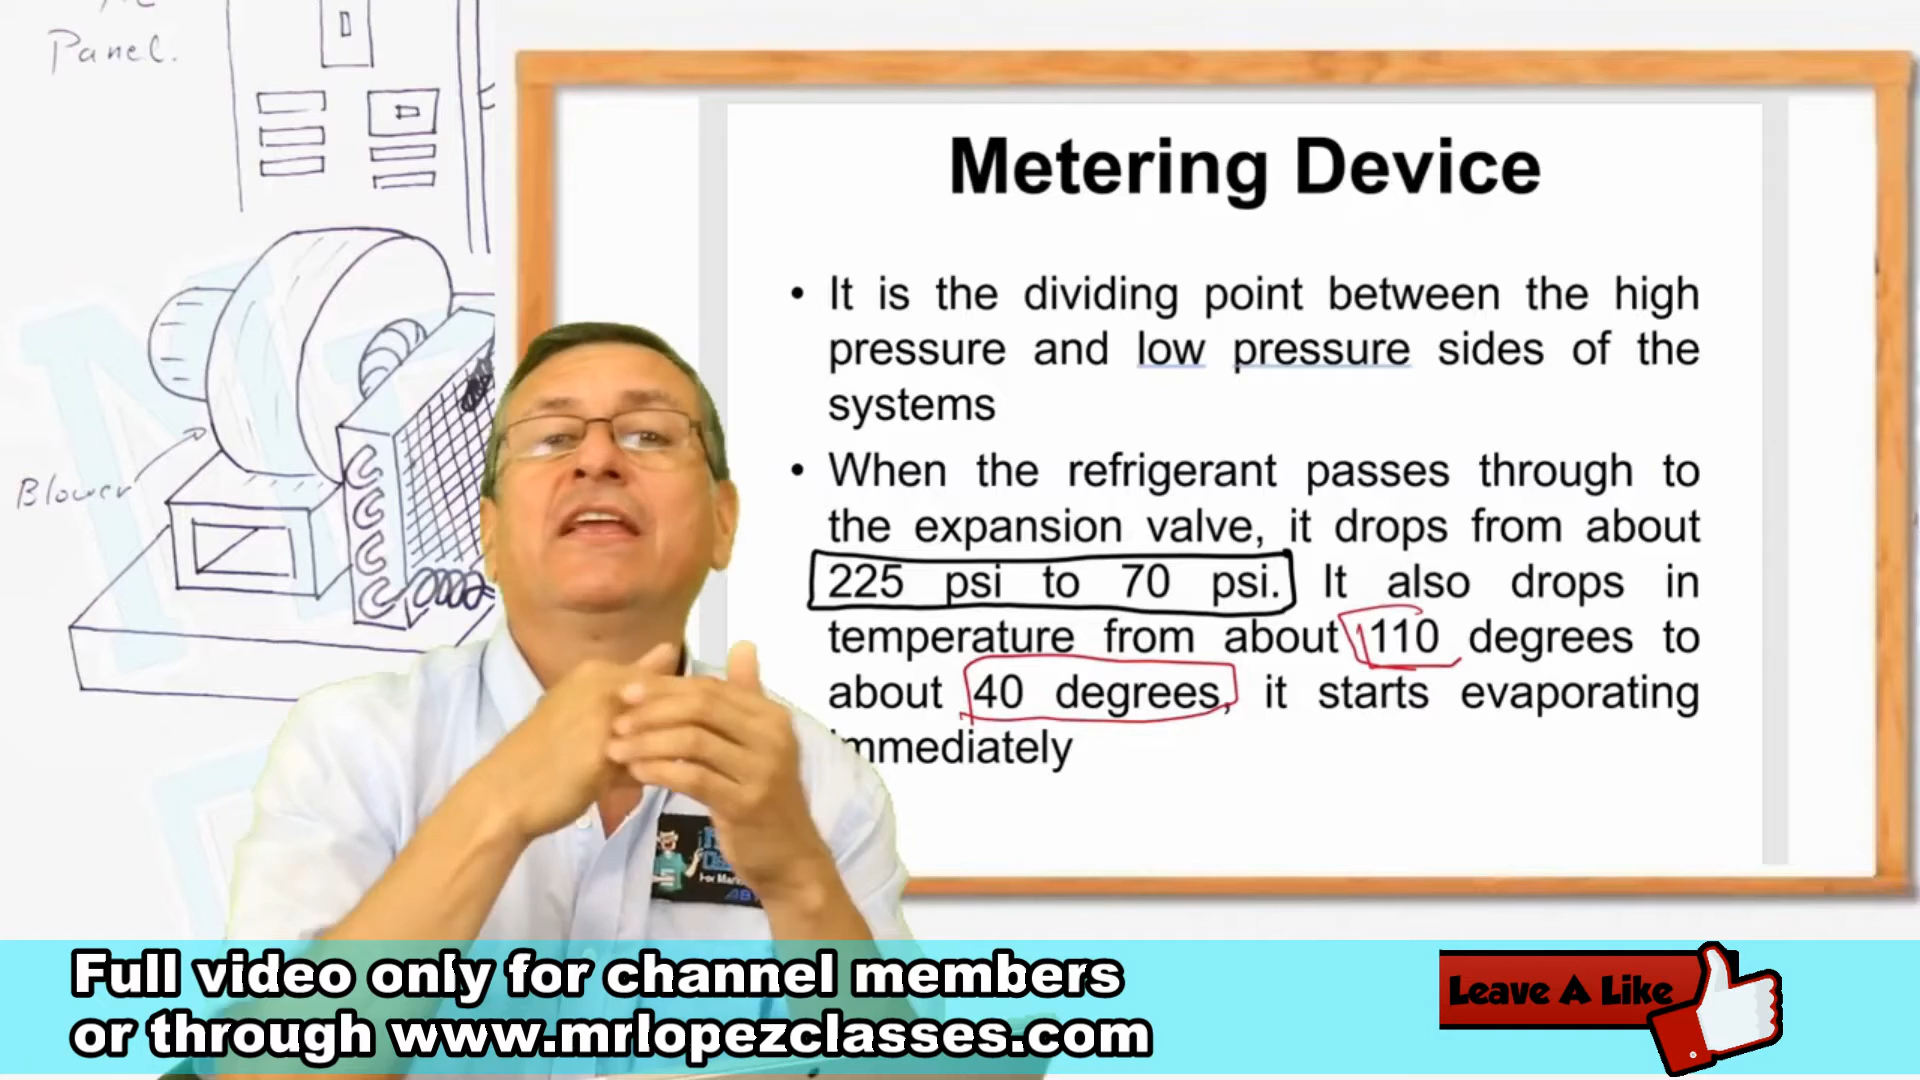 Panel.
Blower
Metering Device
• It is the dividing point between the high
pressure and low pressure sides of the
systems
• When the refrigerant passes through to
the expansion valve, it drops from about
225 psi to 70 psi. It also drops in
temperature from about 110 degrees to
about 40 degrees, it starts evaporating
immediately
Full video only for channel members
or through www.mrlopezclasses.com
Leave A Like